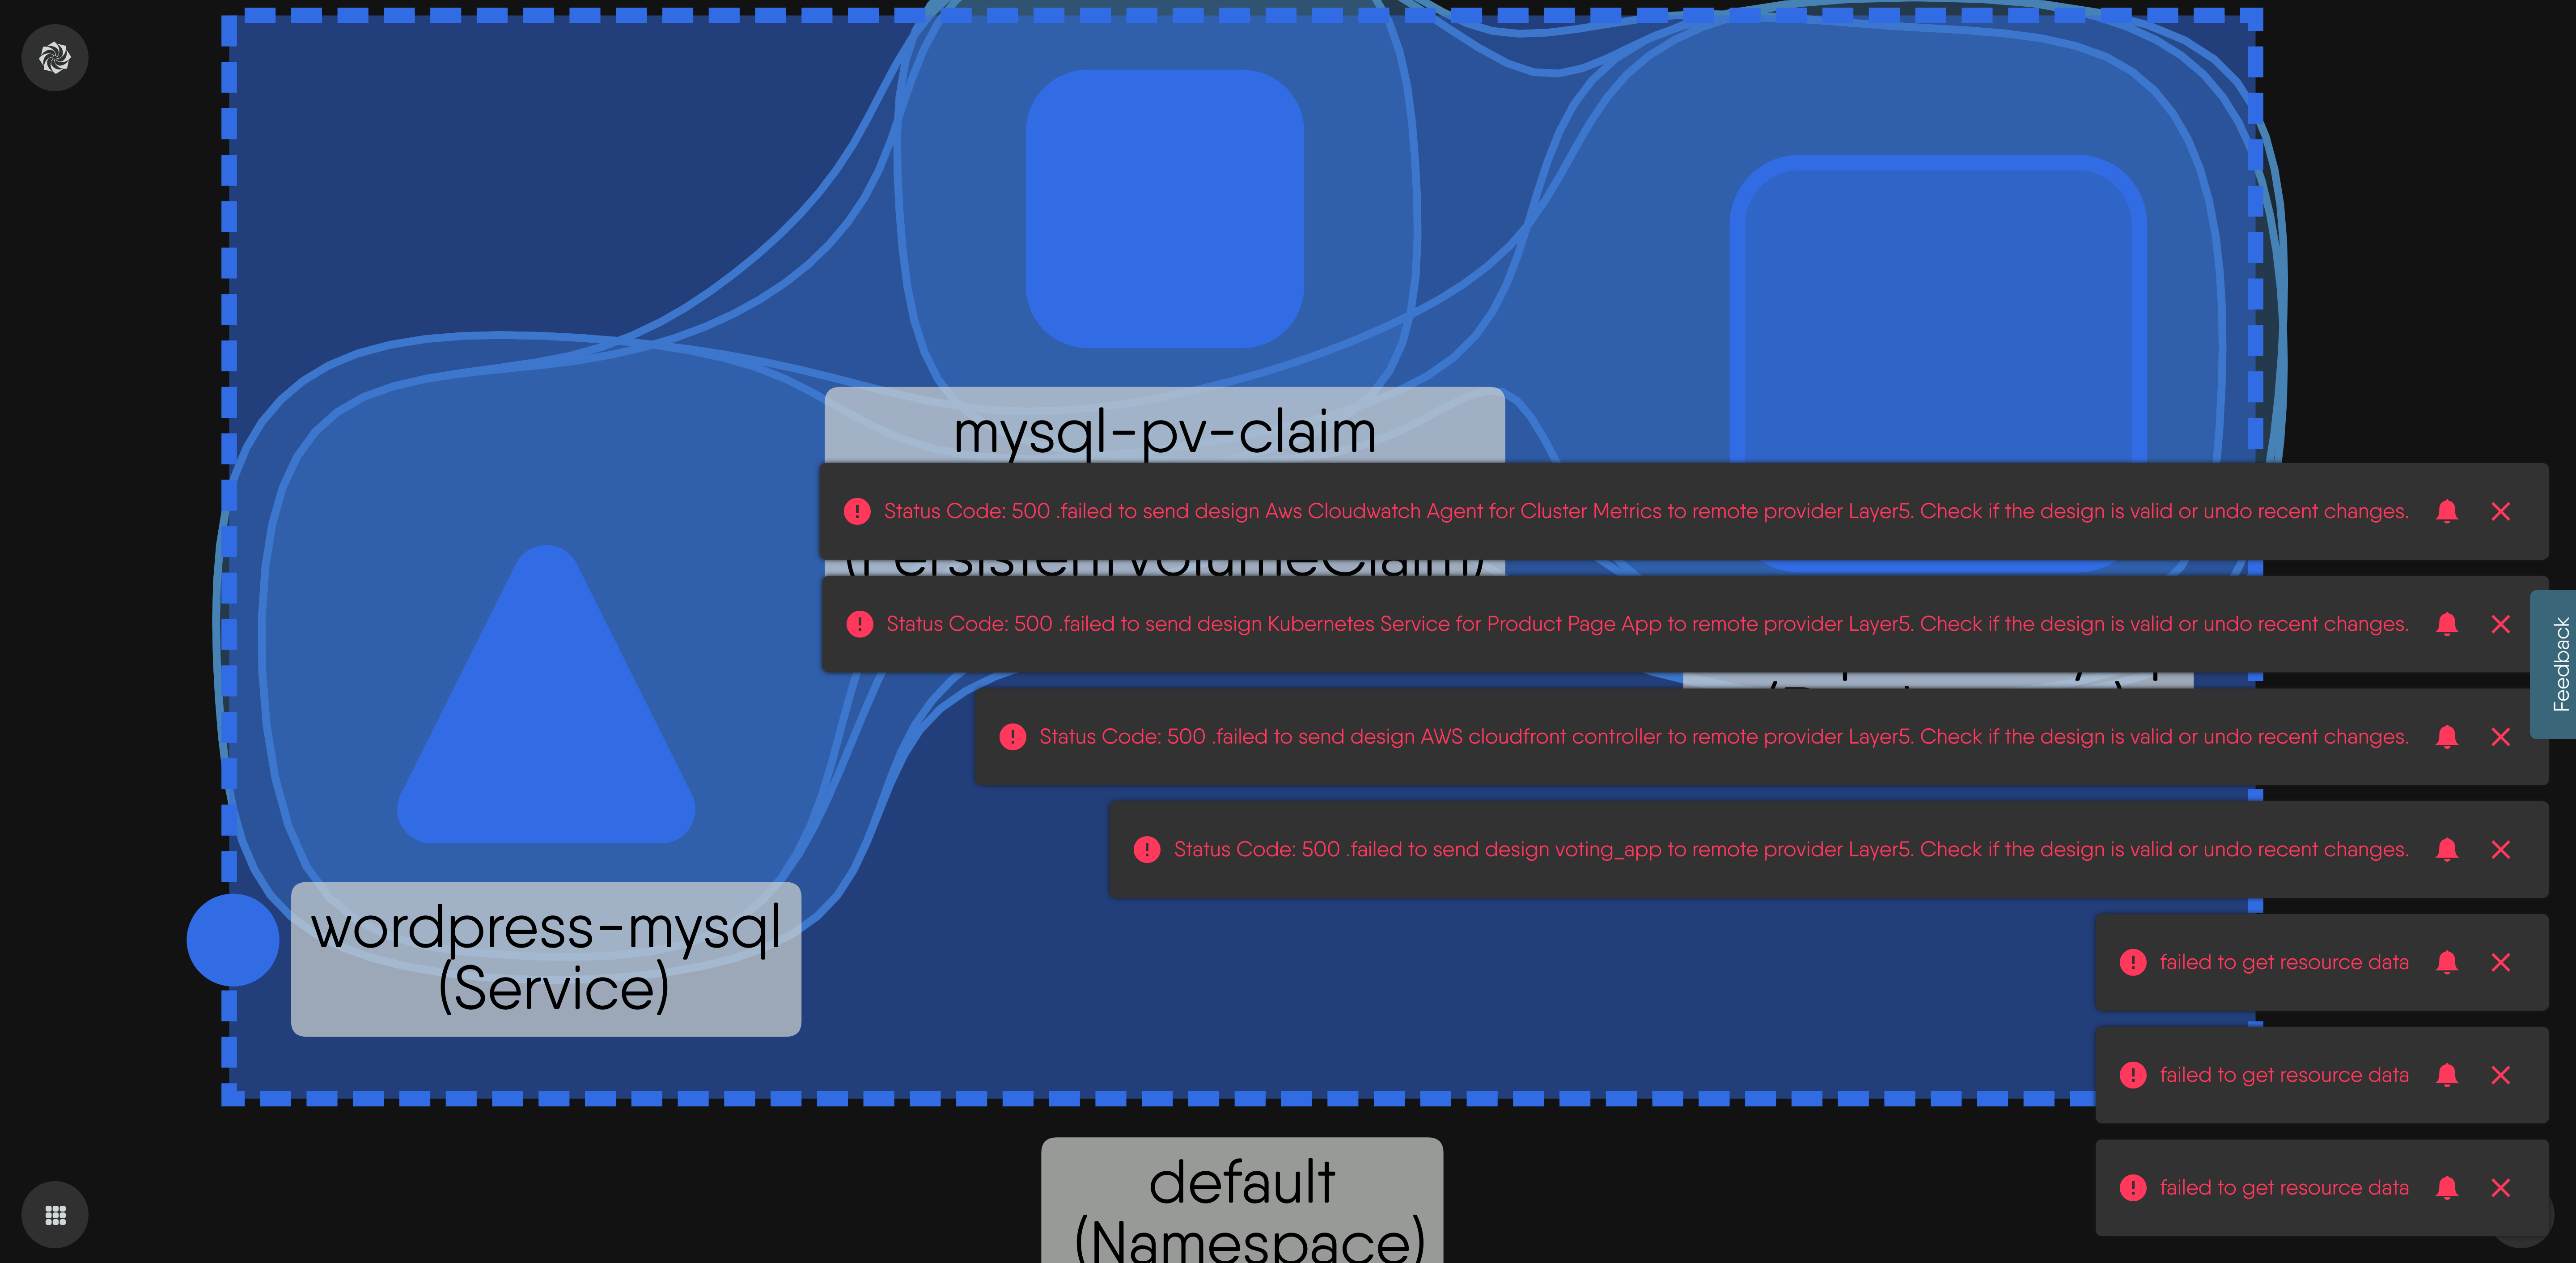 mysql-pv-claim
Status Code: 500 .failed to send design Aws Cloudwatch Agent for Cluster Metrics to remote provider Layer5. Check if the design is valid or undo recent changes.
(PersistentVolumeClaim)
Status Code: 500 .failed to send design Kubernetes Service for Product Page App to remote provider Layer5. Check if the design is valid or undo recent changes.
Feedback
Status Code: 500 .failed to send design AWS cloudfront controller to remote provider Layer5. Check if the design is valid or undo recent changes.
Status Code: 500 .failed to send design voting_app to remote provider Layer5. Check if the design is valid or undo recent changes.
wordpress-mysql
(Service)
failed to get resource data
failed to get resource data
failed to get resource data
default
(Namespace)